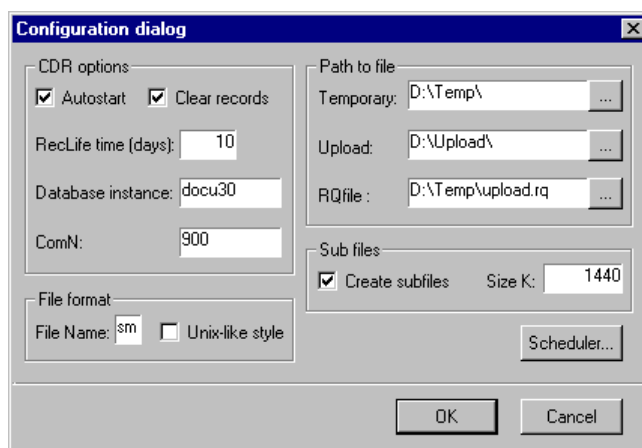 Configuration dialog
CDR options
Autostart Clear records
RecLife time (days): 10
Database instance: docu30
ComN: 900
File format
File Name: sm Unix-like style
Path to file
Temporary: D:\Temp\ ...
Upload: D:\Upload\ ...
RQfile : D:\Temp\upload.rq ...
Sub files
Create subfiles Size K: 1440
Scheduler...
OK Cancel